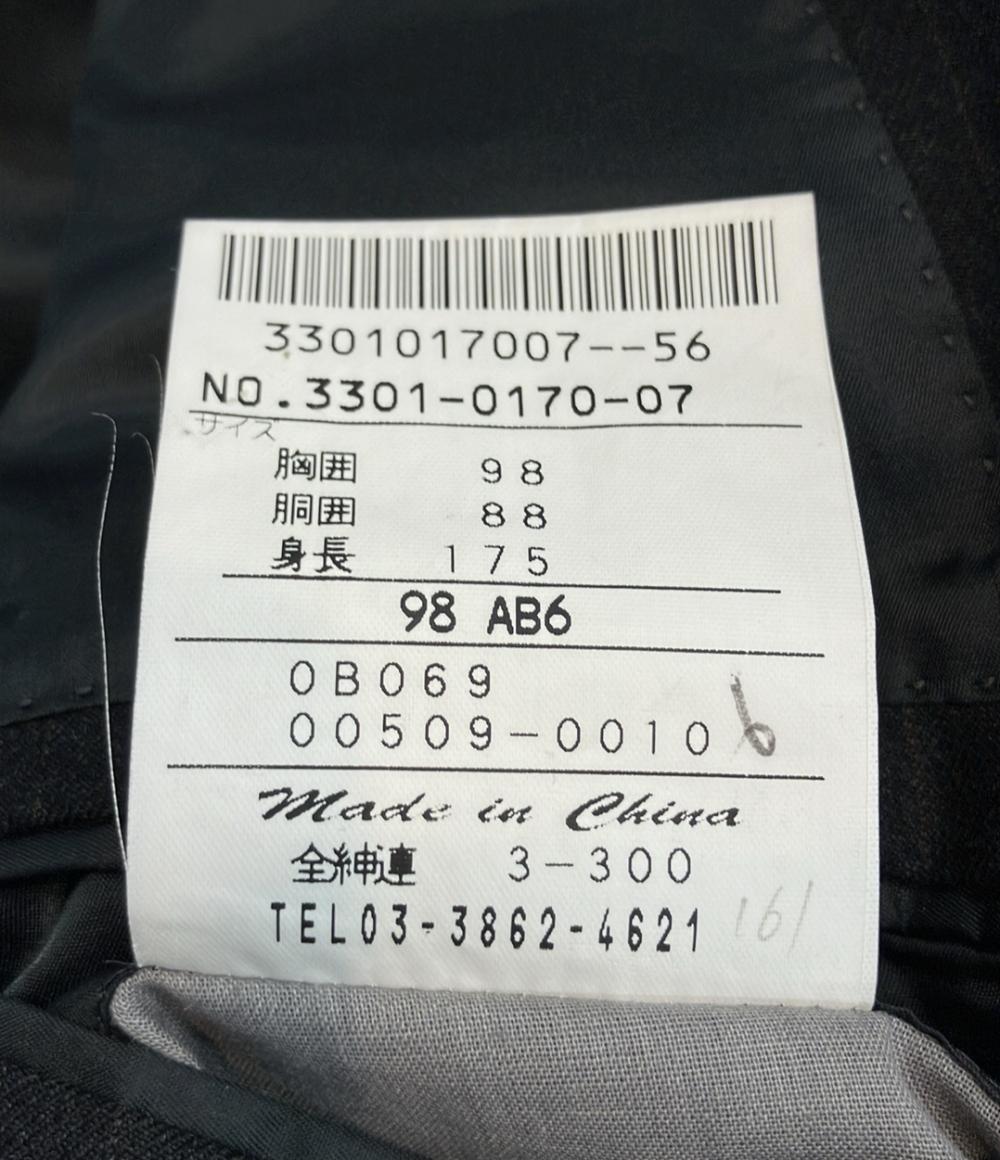 3301017007--56
NO.3301-0170-07
サイズ
胸囲 98
胴囲 88
身長 175
98 AB6
0B069
00509-0010 6
Made in China
全紳連 3-300
TEL03-3862-4621 161